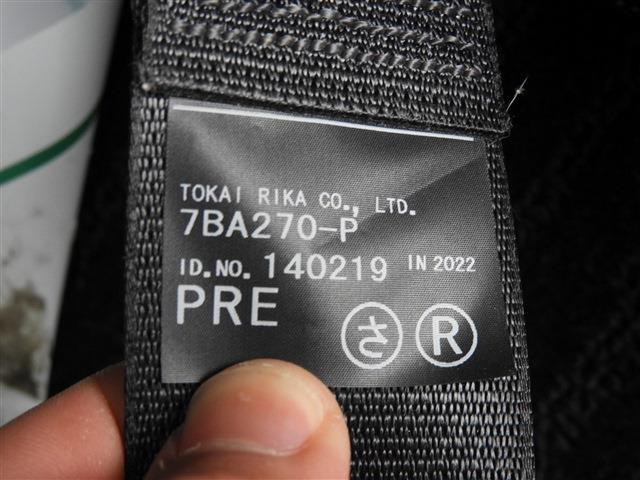 TOKAI RIKA CO., LTD.
7BA270-P
ID.NO. 140219 IN 2022
PRE さ R